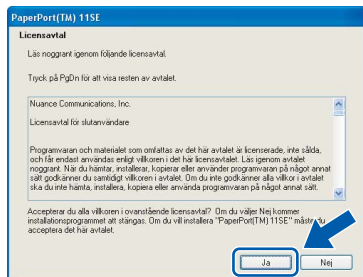 PaperPort(TM) 11SE
Licensavtal
Läs noggrant igenom följande licensavtal.
Tryck på PgDn för att visa resten av avtalet.
Nuance Communications, Inc.
Licensavtal för slutanvändare
Programvaran och materialet som omfattas av det här avtalet är licenserade, inte sålda,
och får endast användas enligt villkoren i det här licensavtalet. Läs igenom avtalet
noggrant. När du hämtar, installerar, kopierar eller använder programvaran på något annat
sätt godkänner du samtidigt villkoren i avtalet. Om du inte godkänner alla villkor i avtalet
ska du inte hämta, installera, kopiera eller använda programvaran på något annat sätt.
Accepterar du alla villkoren i ovanstående licensavtal? Om du väljer Nej kommer
installationsprogrammet att stängas. Om du vill installera "PaperPort(TM) 11SE" måste du
acceptera det här avtalet.
Ja
Nej